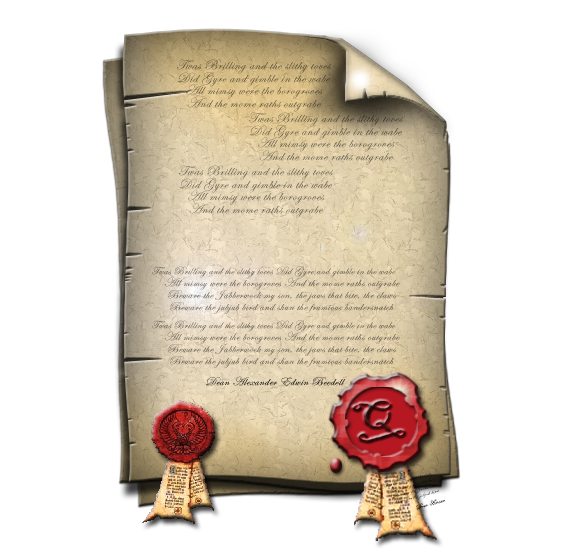 Twas Brilling and the slithy toves
Did Gyre and gimble in the wabe
All mimsy were the borogroves
And the mome raths outgrabe
Twas Brilling and the slithy toves
Did Gyre and gimble in the wabe
All mimsy were the borogroves
And the mome raths outgrabe
Twas Brilling and the slithy toves
Did Gyre and gimble in the wabe
All mimsy were the borogroves
And the mome raths outgrabe
Twas Brilling and the slithy toves Did Gyre and gimble in the wabe
All mimsy were the borogroves And the mome raths outgrabe
Beware the Jabberwock my son, the jaws that bite, the claws
Beware the jubjub bird and shun the frumious bandersnatch
Twas Brilling and the slithy toves Did Gyre and gimble in the wabe
All mimsy were the borogroves And the mome raths outgrabe
Beware the Jabberwock my son, the jaws that bite, the claws
Beware the jubjub bird and shun the frumious bandersnatch
Dean Alexander Edwin Beedell
Q